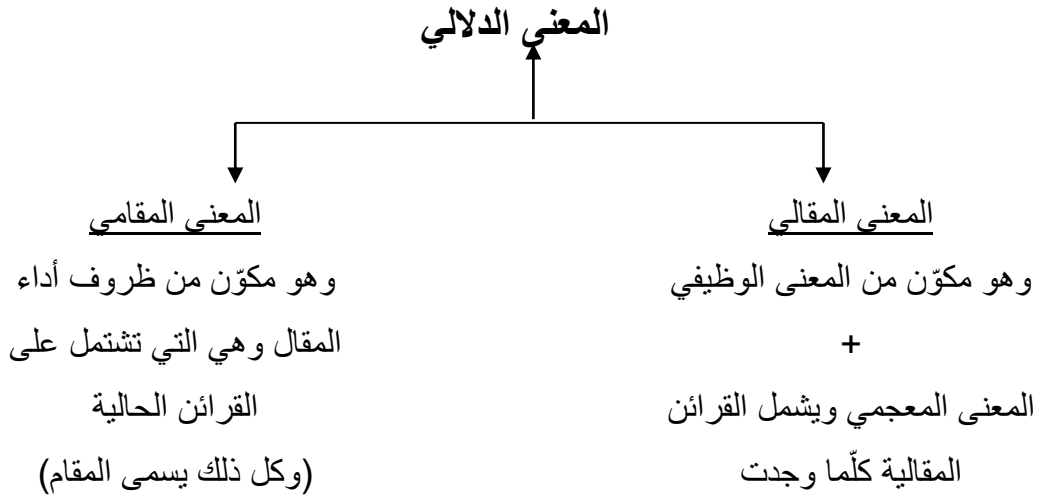 المعنى الدلالي
المعنى المقالي
وهو مكوّن من المعنى الوظيفي
+
المعنى المعجمي ويشمل القرائن
المقالية كلّما وجدت
المعنى المقامي
وهو مكوّن من ظروف أداء
المقال وهي التي تشتمل على
القرائن الحالية
(وكل ذلك يسمى المقام)